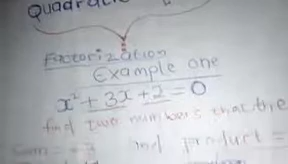 Quadratic
Factorization
Example one
x² + 3x + 2 = 0
find two numbers that the
Sum = +3 and product =